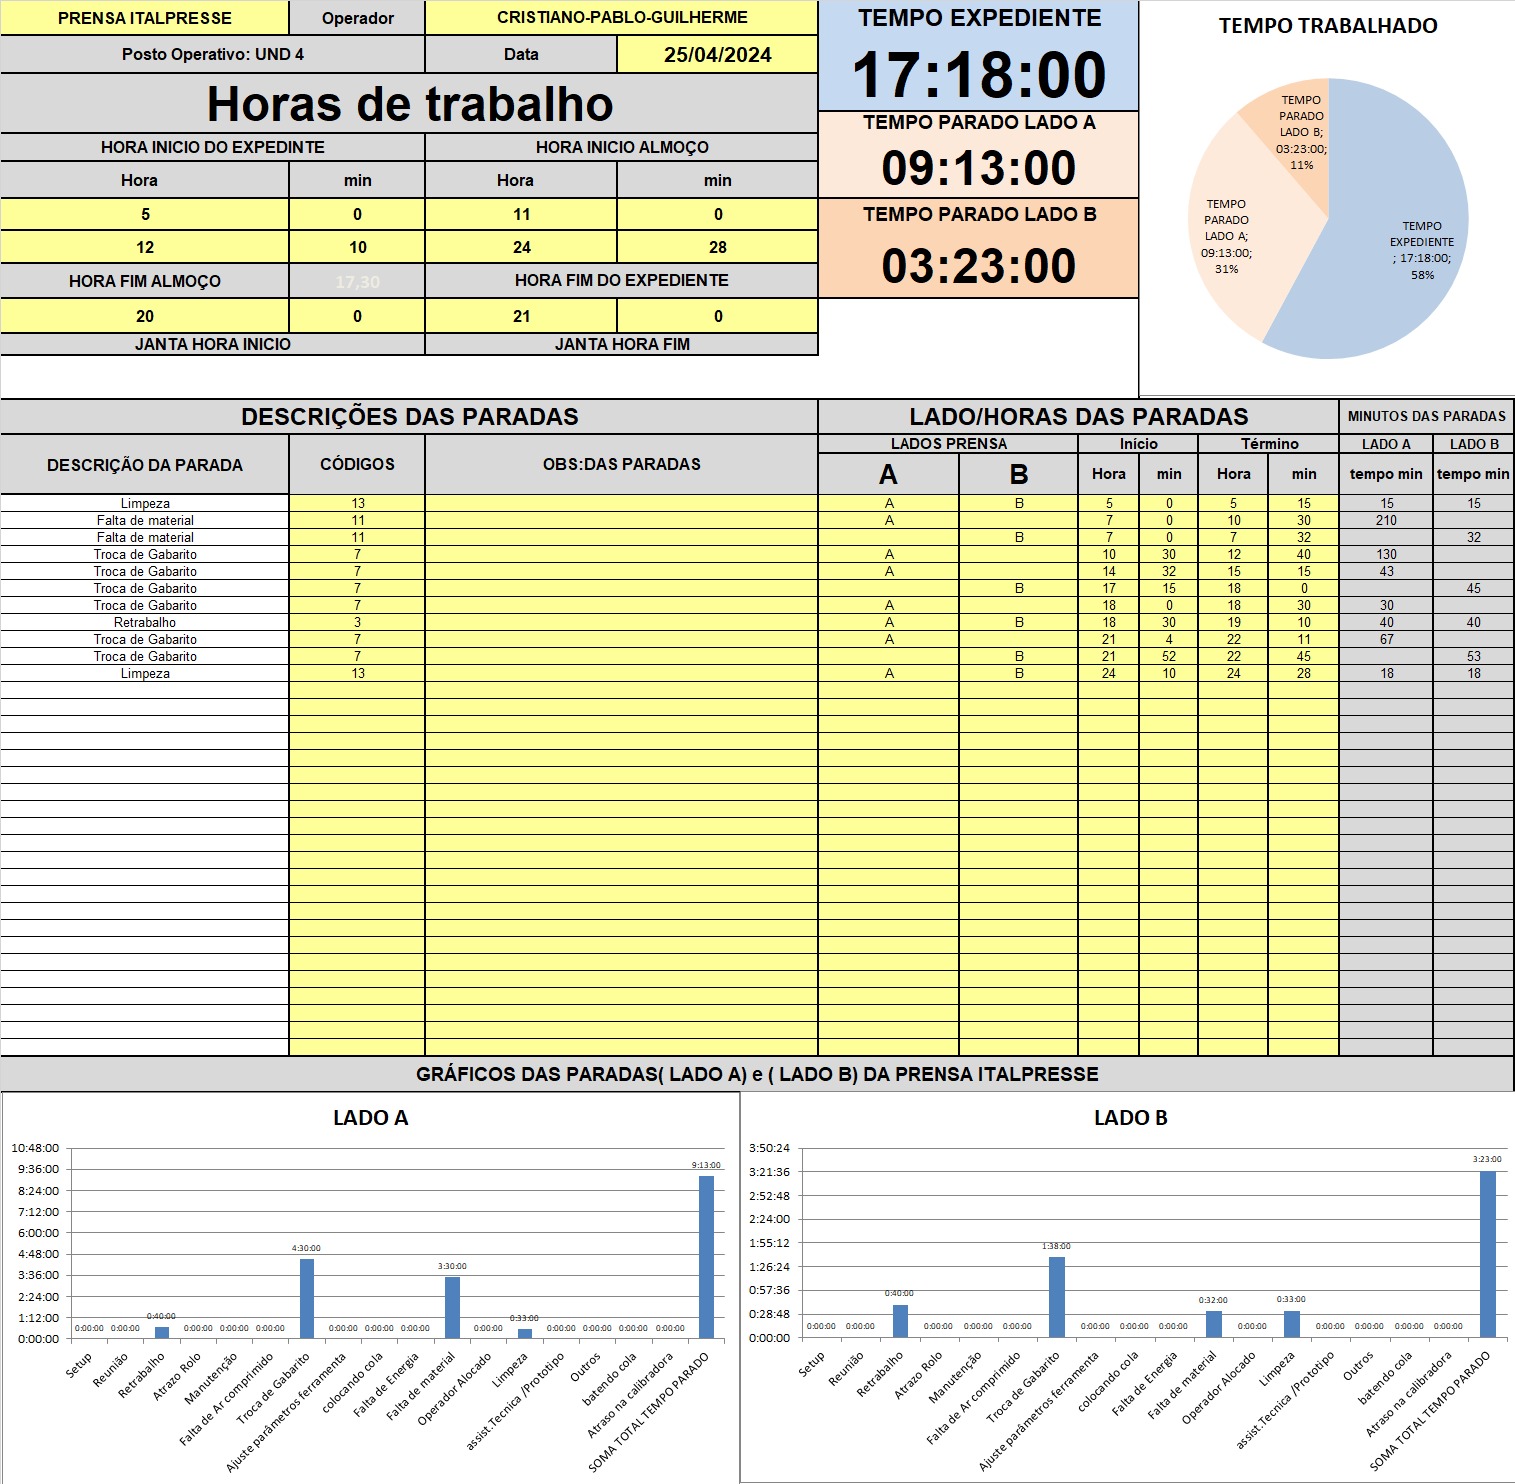 PRENSA ITALPRESSE Operador CRISTIANO-PABLO-GUILHERME
Posto Operativo: UND 4 Data 25/04/2024
Horas de trabalho
HORA INICIO DO EXPEDINTE HORA INICIO ALMOÇO
Hora min Hora min
5 0 11 0
12 10 24 28
HORA FIM ALMOÇO 17,30 HORA FIM DO EXPEDIENTE
20 0 21 0
JANTA HORA INICIO JANTA HORA FIM
TEMPO EXPEDIENTE
17:18:00
TEMPO PARADO LADO A
09:13:00
TEMPO PARADO LADO B
03:23:00
TEMPO TRABALHADO
TEMPO
PARADO
LADO B;
03:23:00;
11%
TEMPO
PARADO
LADO A;
09:13:00;
31%
TEMPO
EXPEDIENTE
; 17:18:00;
58%
DESCRIÇÕES DAS PARADAS LADO/HORAS DAS PARADAS MINUTOS DAS PARADAS
LADOS PRENSA Início Término LADO A LADO B
DESCRIÇÃO DA PARADA CÓDIGOS OBS:DAS PARADAS A B Hora min Hora min tempo min tempo min
Limpeza 13 A B 5 0 5 15 15 15
Falta de material 11 A 7 0 10 30 210
Falta de material 11 B 7 0 7 32 32
Troca de Gabarito 7 A 10 30 12 40 130
Troca de Gabarito 7 A 14 32 15 15 43
Troca de Gabarito 7 B 17 15 18 0 45
Troca de Gabarito 7 A 18 0 18 30 30
Retrabalho 3 A B 18 30 19 10 40 40
Troca de Gabarito 7 A 21 4 22 11 67
Troca de Gabarito 7 B 21 52 22 45 53
Limpeza 13 A B 24 10 24 28 18 18
GRÁFICOS DAS PARADAS( LADO A) e ( LADO B) DA PRENSA ITALPRESSE
LADO A
10:48:00
9:36:00
8:24:00
7:12:00
6:00:00
4:48:00
3:36:00
2:24:00
1:12:00
0:00:00
0:00:00 0:00:00 0:40:00 0:00:00 0:00:00 0:00:00 4:30:00 0:00:00 0:00:00 0:00:00 3:30:00 0:00:00 0:33:00 0:00:00 0:00:00 0:00:00 0:00:00 9:13:00
Setup
Reunião
Retrabalho
Atrazo Rolo
Manutenção
Falta de Ar comprimido
Troca de Gabarito
Ajuste parâmetros ferramenta
colocando cola
Falta de Energia
Falta de material
Operador Alocado
Limpeza
assist.Tecnica /Prototipo
Outros
batendo cola
Atraso na calibradora
SOMA TOTAL TEMPO PARADO
LADO B
3:50:24
3:21:36
2:52:48
2:24:00
1:55:12
1:26:24
0:57:36
0:28:48
0:00:00
0:00:00 0:00:00 0:40:00 0:00:00 0:00:00 0:00:00 1:38:00 0:00:00 0:00:00 0:00:00 0:32:00 0:00:00 0:33:00 0:00:00 0:00:00 0:00:00 0:00:00 3:23:00
Setup
Reunião
Retrabalho
Atrazo Rolo
Manutenção
Falta de Ar comprimido
Troca de Gabarito
Ajuste parâmetros ferramenta
colocando cola
Falta de Energia
Falta de material
Operador Alocado
Limpeza
assist.Tecnica /Prototipo
Outros
batendo cola
Atraso na calibradora
SOMA TOTAL TEMPO PARADO